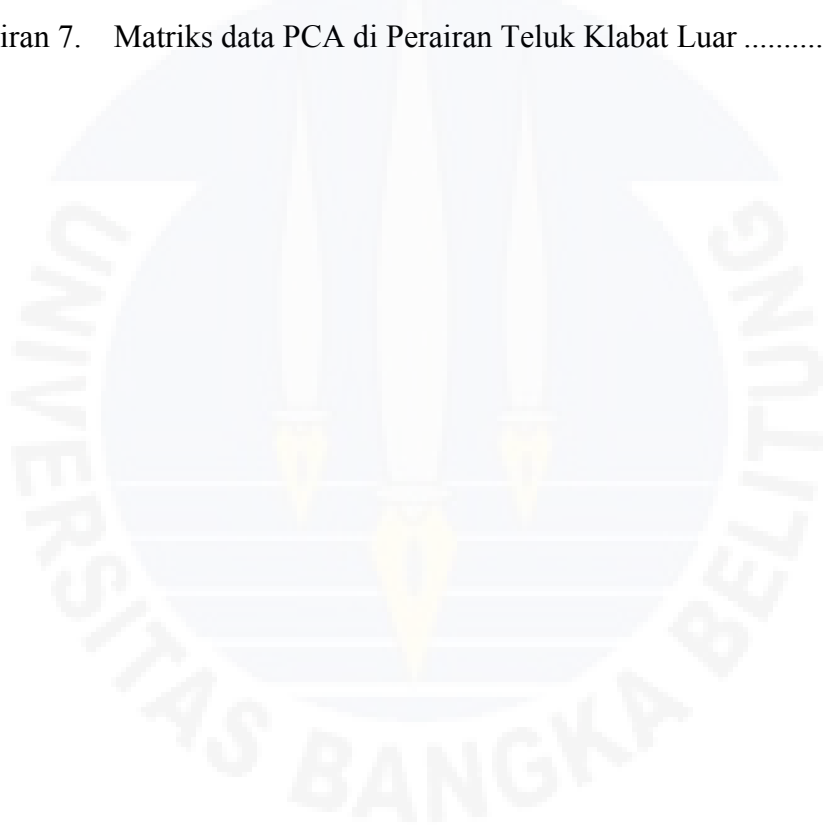 iran 7. Matriks data PCA di Perairan Teluk Klabat Luar ..........
UNIVERSITAS BANGKA BELITUNG